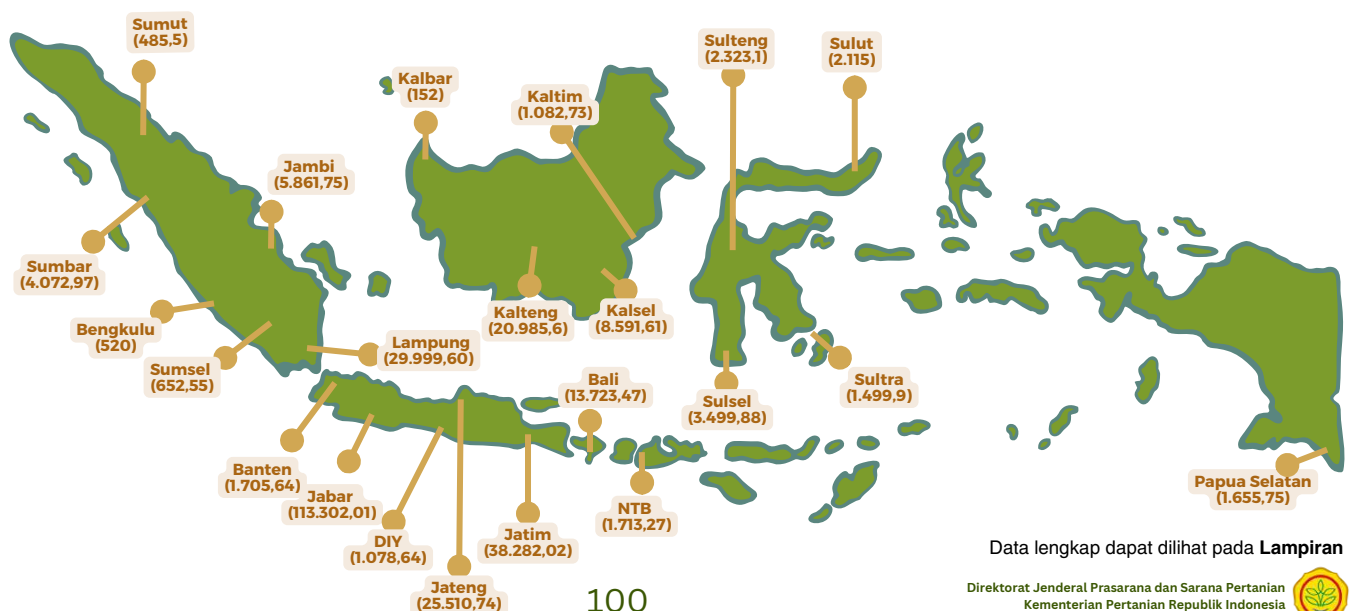 Sumut
(485,5)
Kalbar
(152)
Kaltim
(1.082,73)
Sulteng
(2.323,1)
Sulut
(2.115)
Jambi
(5.861,75)
Sumbar
(4.072,97)
Bengkulu
(520)
Sumsel
(652,55)
Lampung
(29.999,60)
Kalteng
(20.985,6)
Kalsel
(8.591,61)
Bali
(13.723,47)
Sulsel
(3.499,88)
Sultra
(1.499,9)
Banten
(1.705,64)
Jabar
(113.302,01)
DIY
(1.078,64)
Jateng
(25.510,74)
Jatim
(38.282,02)
NTB
(1.713,27)
Papua Selatan
(1.655,75)
Data lengkap dapat dilihat pada Lampiran
100
Direktorat Jenderal Prasarana dan Sarana Pertanian
Kementerian Pertanian Republik Indonesia